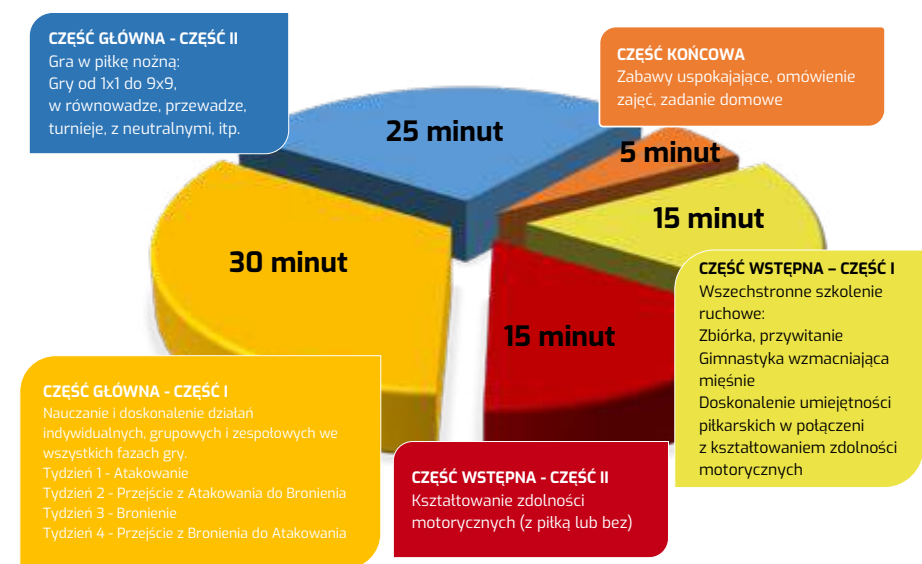 CZĘŚĆ GŁÓWNA - CZĘŚĆ II
Gra w piłkę nożną:
Gry od 1x1 do 9x9,
w równowadze, przewadze,
turnieje, z neutralnymi, itp.
CZĘŚĆ KOŃCOWA
Zabawy uspokajające, omówienie
zajęć, zadanie domowe
25 minut
5 minut
15 minut
30 minut
15 minut
CZĘŚĆ WSTĘPNA – CZĘŚĆ I
Wszechstronne szkolenie
ruchowe:
Zbiórka, przywitanie
Gimnastyka wzmacniająca
mięśnie
Doskonalenie umiejętności
piłkarskich w połączeni
z kształtowaniem zdolności
motorycznych
CZĘŚĆ GŁÓWNA - CZĘŚĆ I
Nauczanie i doskonalenie działań
indywidualnych, grupowych i zespołowych we
wszystkich fazach gry.
Tydzień 1 - Atakowanie
Tydzień 2 - Przejście z Atakowania do Bronienia
Tydzień 3 - Bronienie
Tydzień 4 - Przejście z Bronienia do Atakowania
CZĘŚĆ WSTĘPNA - CZĘŚĆ II
Kształtowanie zdolności
motorycznych (z piłką lub bez)